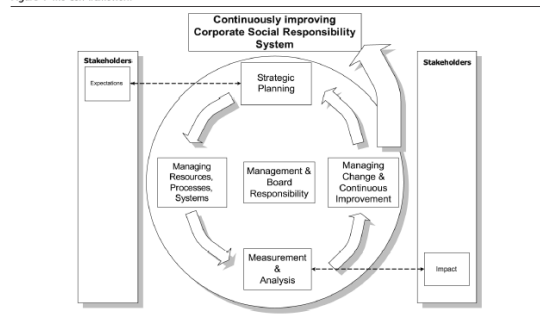 Continuously improving
Corporate Social Responsibility
System
Stakeholders
Expectations
Strategic
Planning
Stakeholders
Managing
Resources,
Processes,
Systems
Management &
Board
Responsibility
Managing
Change &
Continuous
Improvement
Measurement
&
Analysis
Impact